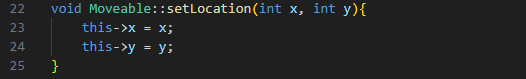 22 void Moveable::setLocation(int x, int y){
23     this->x = x;
24     this->y = y;
25 }